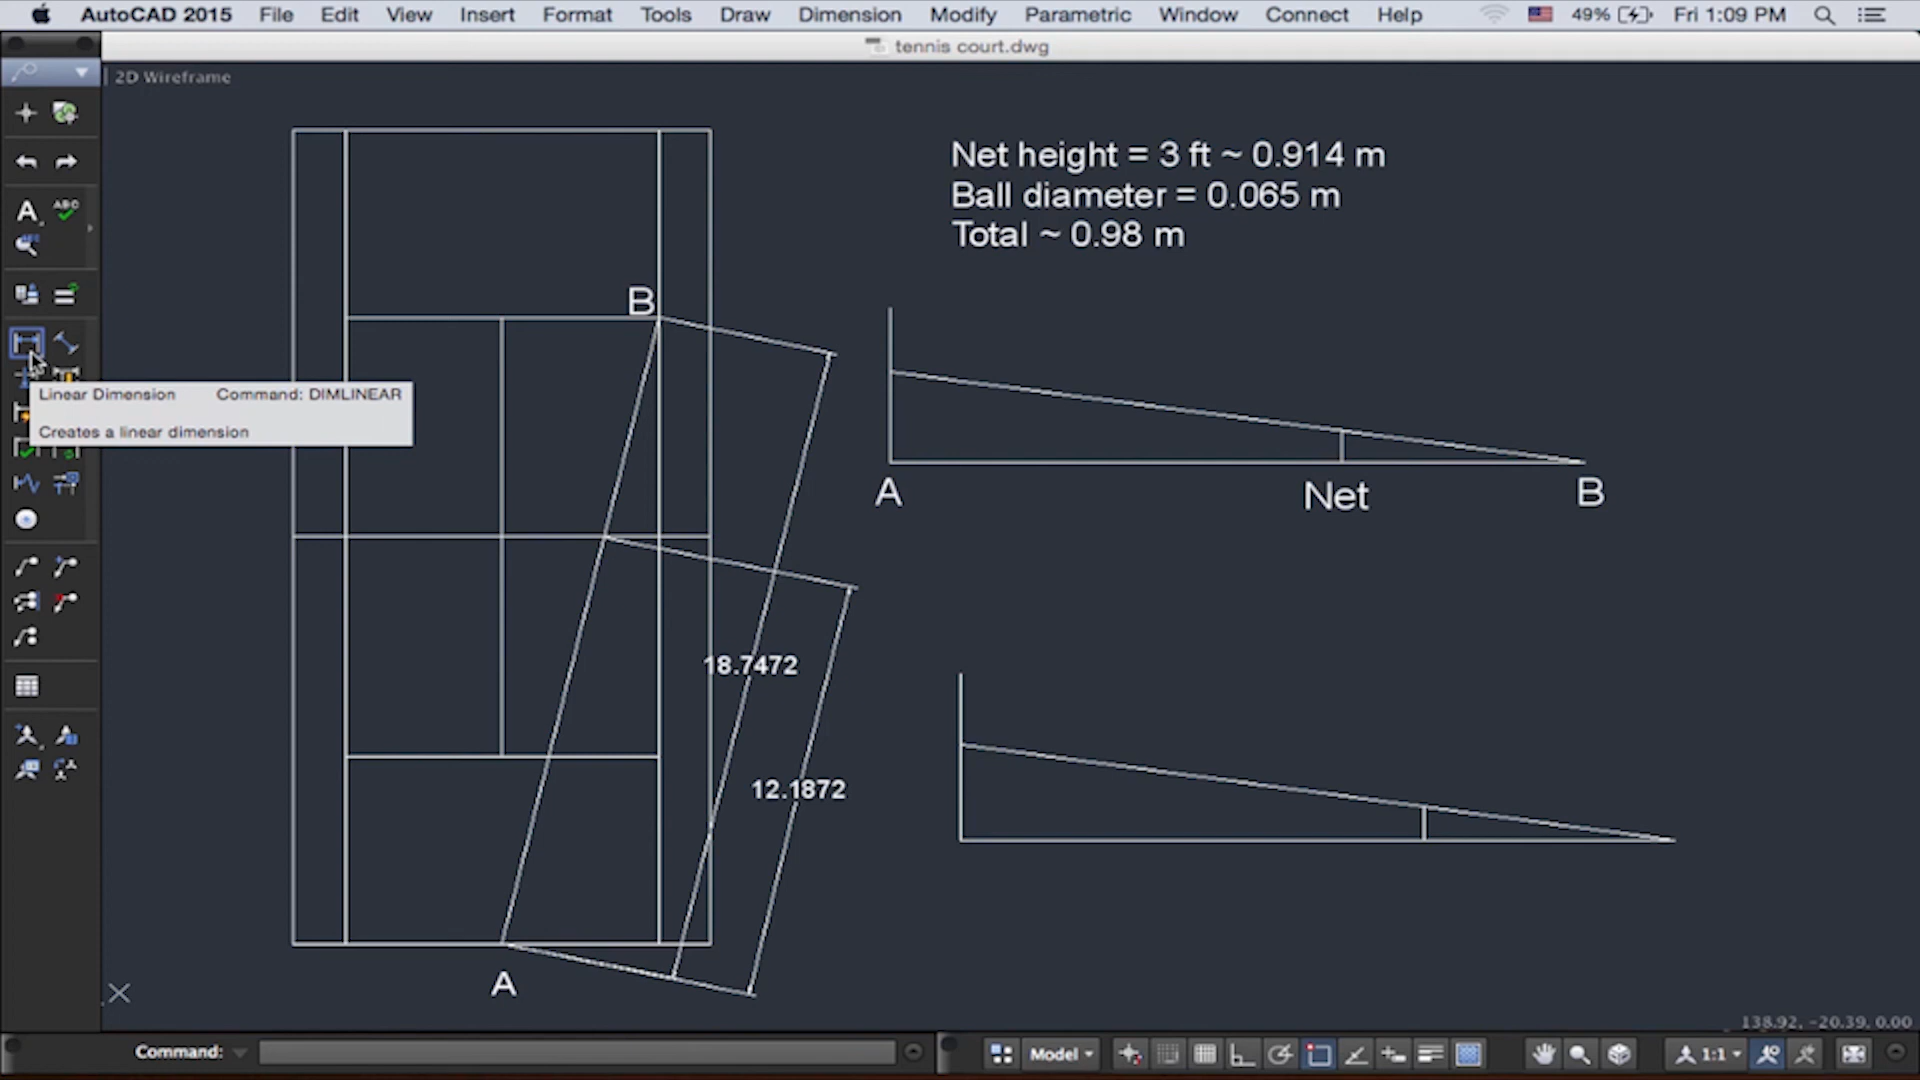 AutoCAD 2015 File Edit View Insert Format Tools Draw Dimension Modify Parametric Window Connect Help 49% Fri 1:09 PM
tennis court.dwg
2D Wireframe
Net height = 3 ft ~ 0.914 m
Ball diameter = 0.065 m
Total ~ 0.98 m
A
ABC
B
Linear Dimension Command: DIMLINEAR
Creates a linear dimension
A Net B
18.7472
12.1872
A
138.92, -20.39, 0.00
Command: Model 1:1